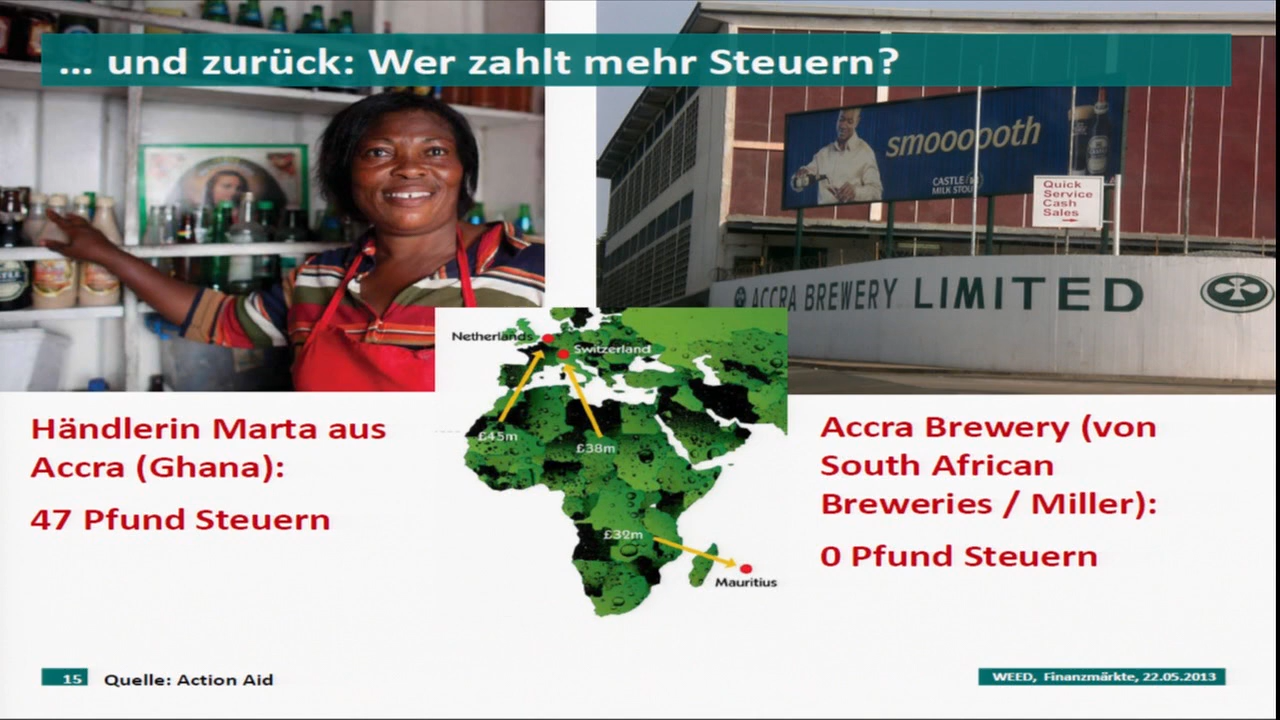 ... und zurück: Wer zahlt mehr Steuern?
smoooooth
CASTLE
MILK STOU
Quick
Service
Cash
Sales
ACCRA BREWERY LIMITED
Netherlands
Switzerland
£45m
£38m
£32m
Mauritius
Händlerin Marta aus
Accra (Ghana):
47 Pfund Steuern
Accra Brewery (von
South African
Breweries / Miller):
0 Pfund Steuern
15 Quelle: Action Aid
WEED, Finanzmärkte, 22.05.2013